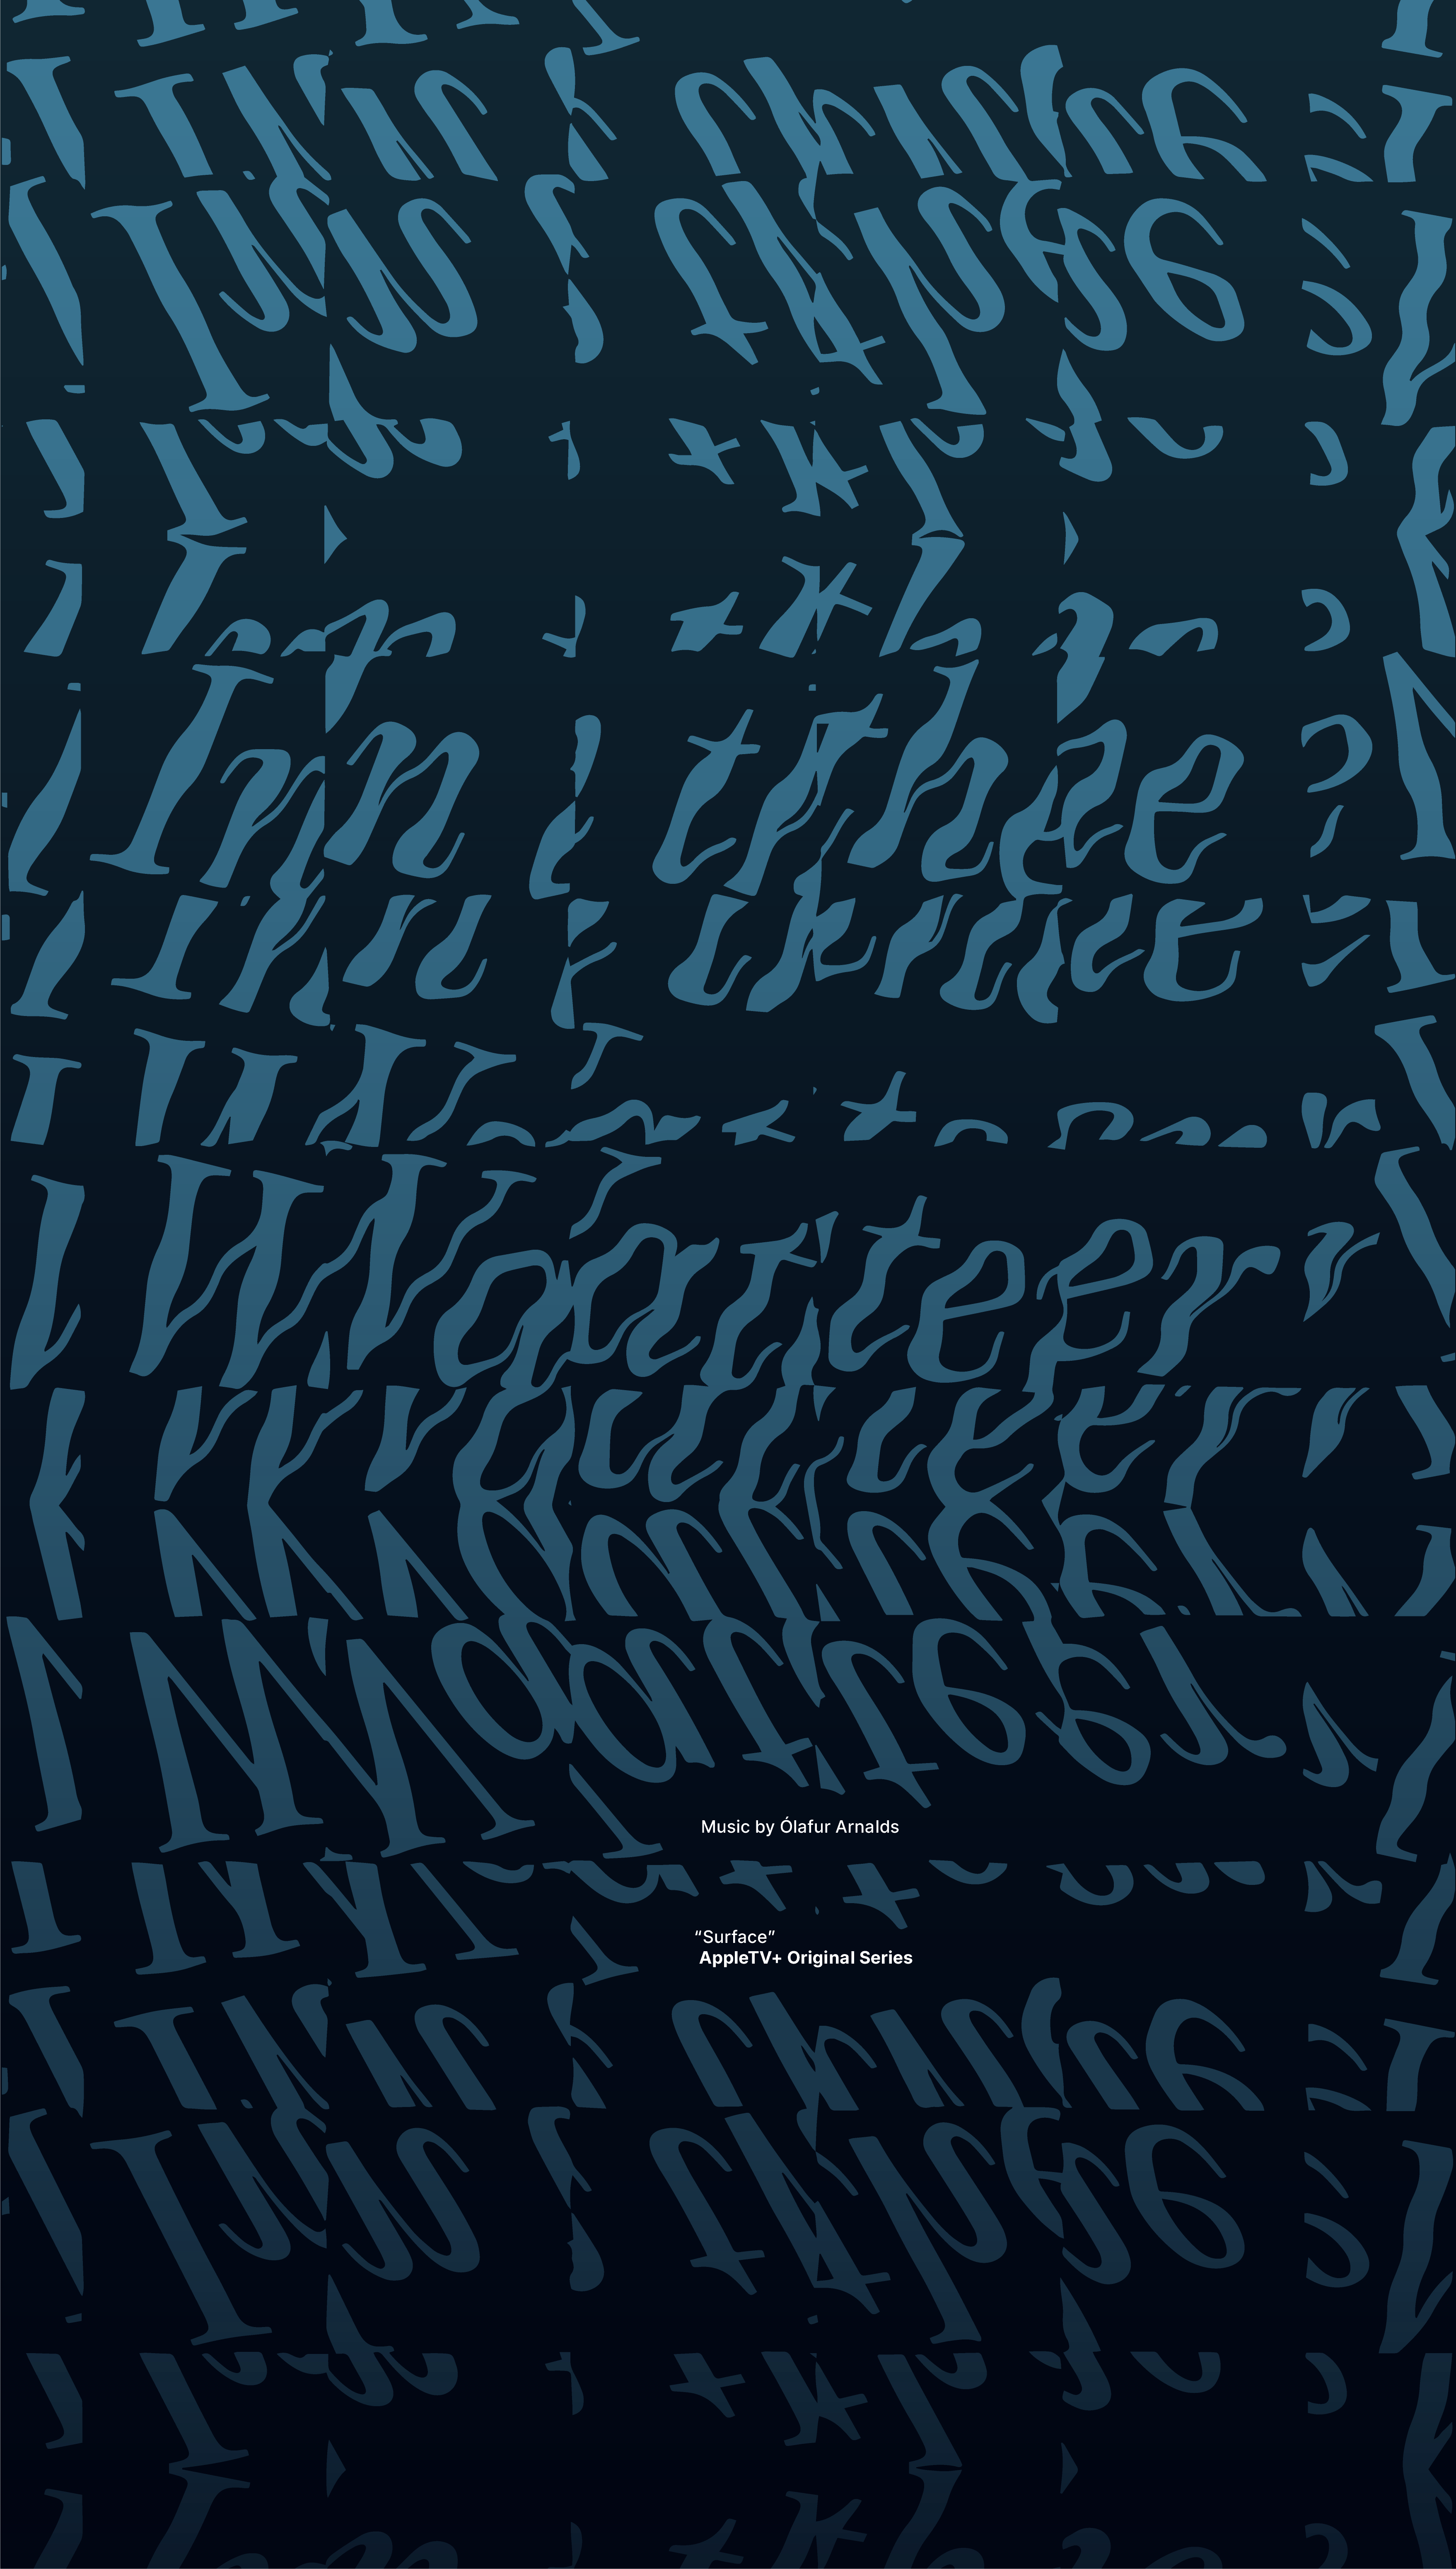 In the
Water
Music by Ólafur Arnalds
“Surface”
AppleTV+ Original Series